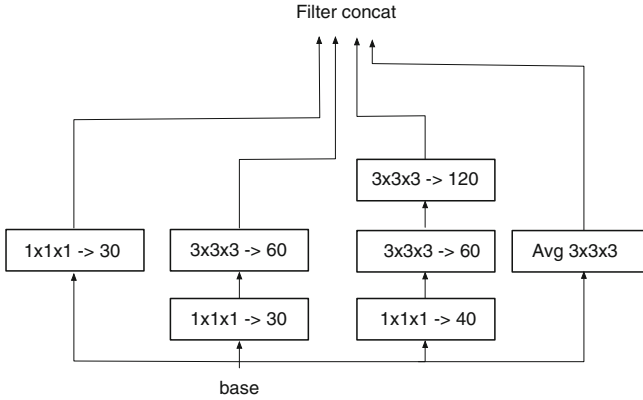 Filter concat
3x3x3 -> 120
1x1x1 -> 30
3x3x3 -> 60
3x3x3 -> 60
Avg 3x3x3
1x1x1 -> 30
1x1x1 -> 40
base